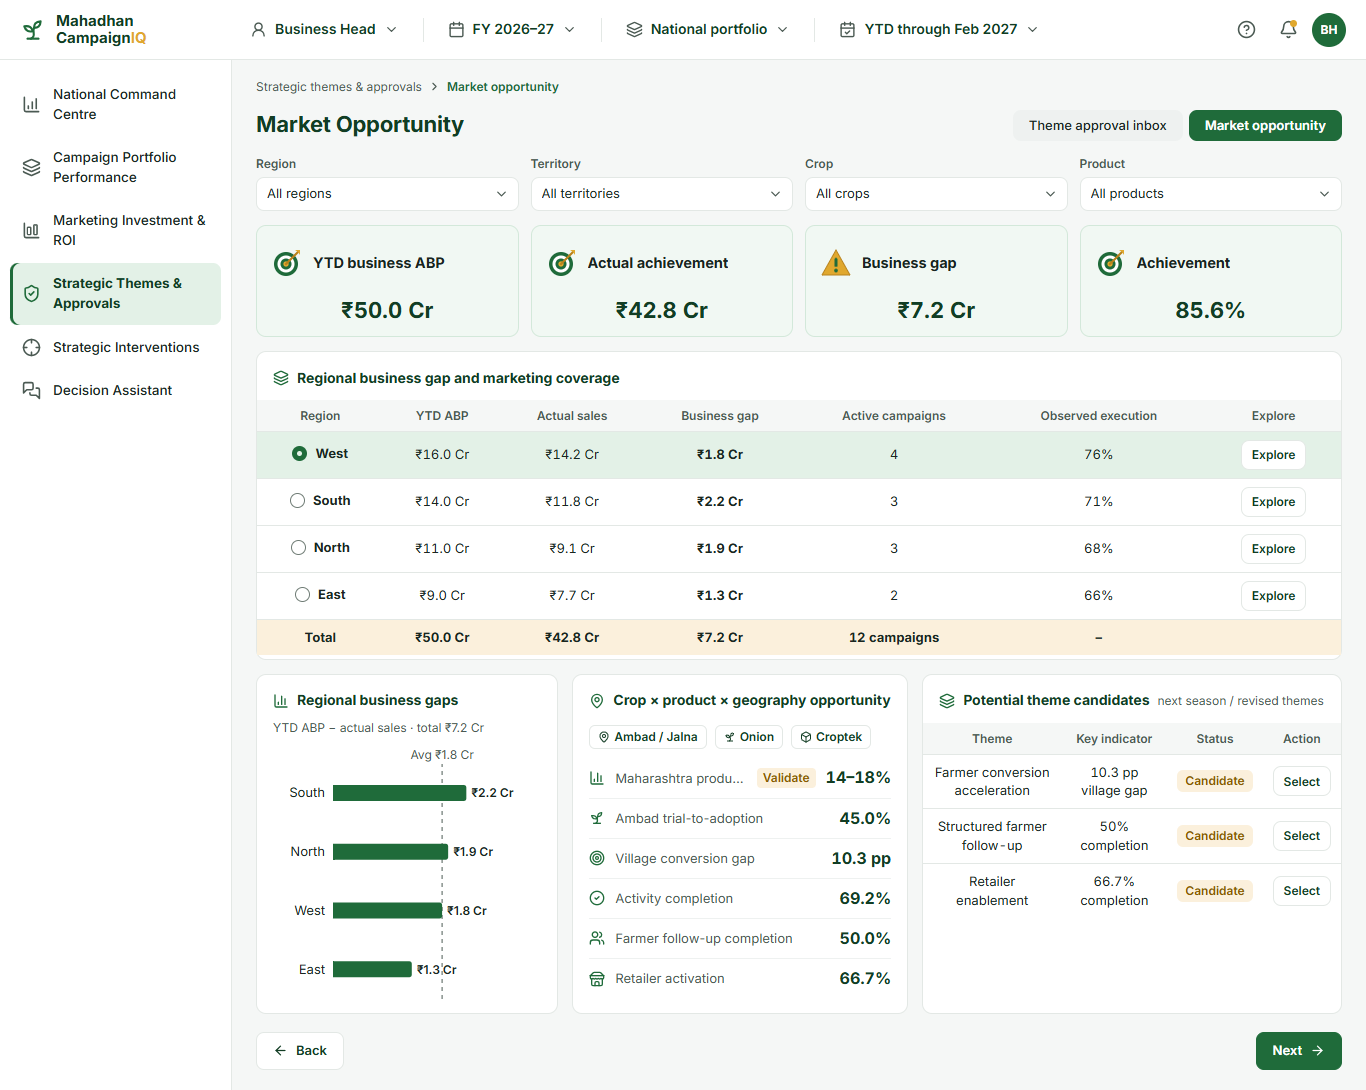 Mahadhan
CampaignIQ
Business Head
FY 2026–27
National portfolio
YTD through Feb 2027
BH
National Command
Centre
Campaign Portfolio
Performance
Marketing Investment &
ROI
Strategic Themes &
Approvals
Strategic Interventions
Decision Assistant
Strategic themes & approvals > Market opportunity
Market Opportunity
Theme approval inbox
Market opportunity
Region
Territory
Crop
Product
All regions
All territories
All crops
All products
YTD business ABP
₹50.0 Cr
Actual achievement
₹42.8 Cr
Business gap
₹7.2 Cr
Achievement
85.6%
Regional business gap and marketing coverage
Region YTD ABP Actual sales Business gap Active campaigns Observed execution Explore
West ₹16.0 Cr ₹14.2 Cr ₹1.8 Cr 4 76% Explore
South ₹14.0 Cr ₹11.8 Cr ₹2.2 Cr 3 71% Explore
North ₹11.0 Cr ₹9.1 Cr ₹1.9 Cr 3 68% Explore
East ₹9.0 Cr ₹7.7 Cr ₹1.3 Cr 2 66% Explore
Total ₹50.0 Cr ₹42.8 Cr ₹7.2 Cr 12 campaigns –
Regional business gaps
YTD ABP – actual sales · total ₹7.2 Cr
Avg ₹1.8 Cr
South ₹2.2 Cr
North ₹1.9 Cr
West ₹1.8 Cr
East ₹1.3 Cr
Crop × product × geography opportunity
Ambad / Jalna
Onion
Croptek
Maharashtra produ... Validate 14–18%
Ambad trial-to-adoption 45.0%
Village conversion gap 10.3 pp
Activity completion 69.2%
Farmer follow-up completion 50.0%
Retailer activation 66.7%
Potential theme candidates next season / revised themes
Theme Key indicator Status Action
Farmer conversion
acceleration
10.3 pp
village gap
Candidate
Select
Structured farmer
follow-up
50%
completion
Candidate
Select
Retailer
enablement
66.7%
completion
Candidate
Select
Back
Next